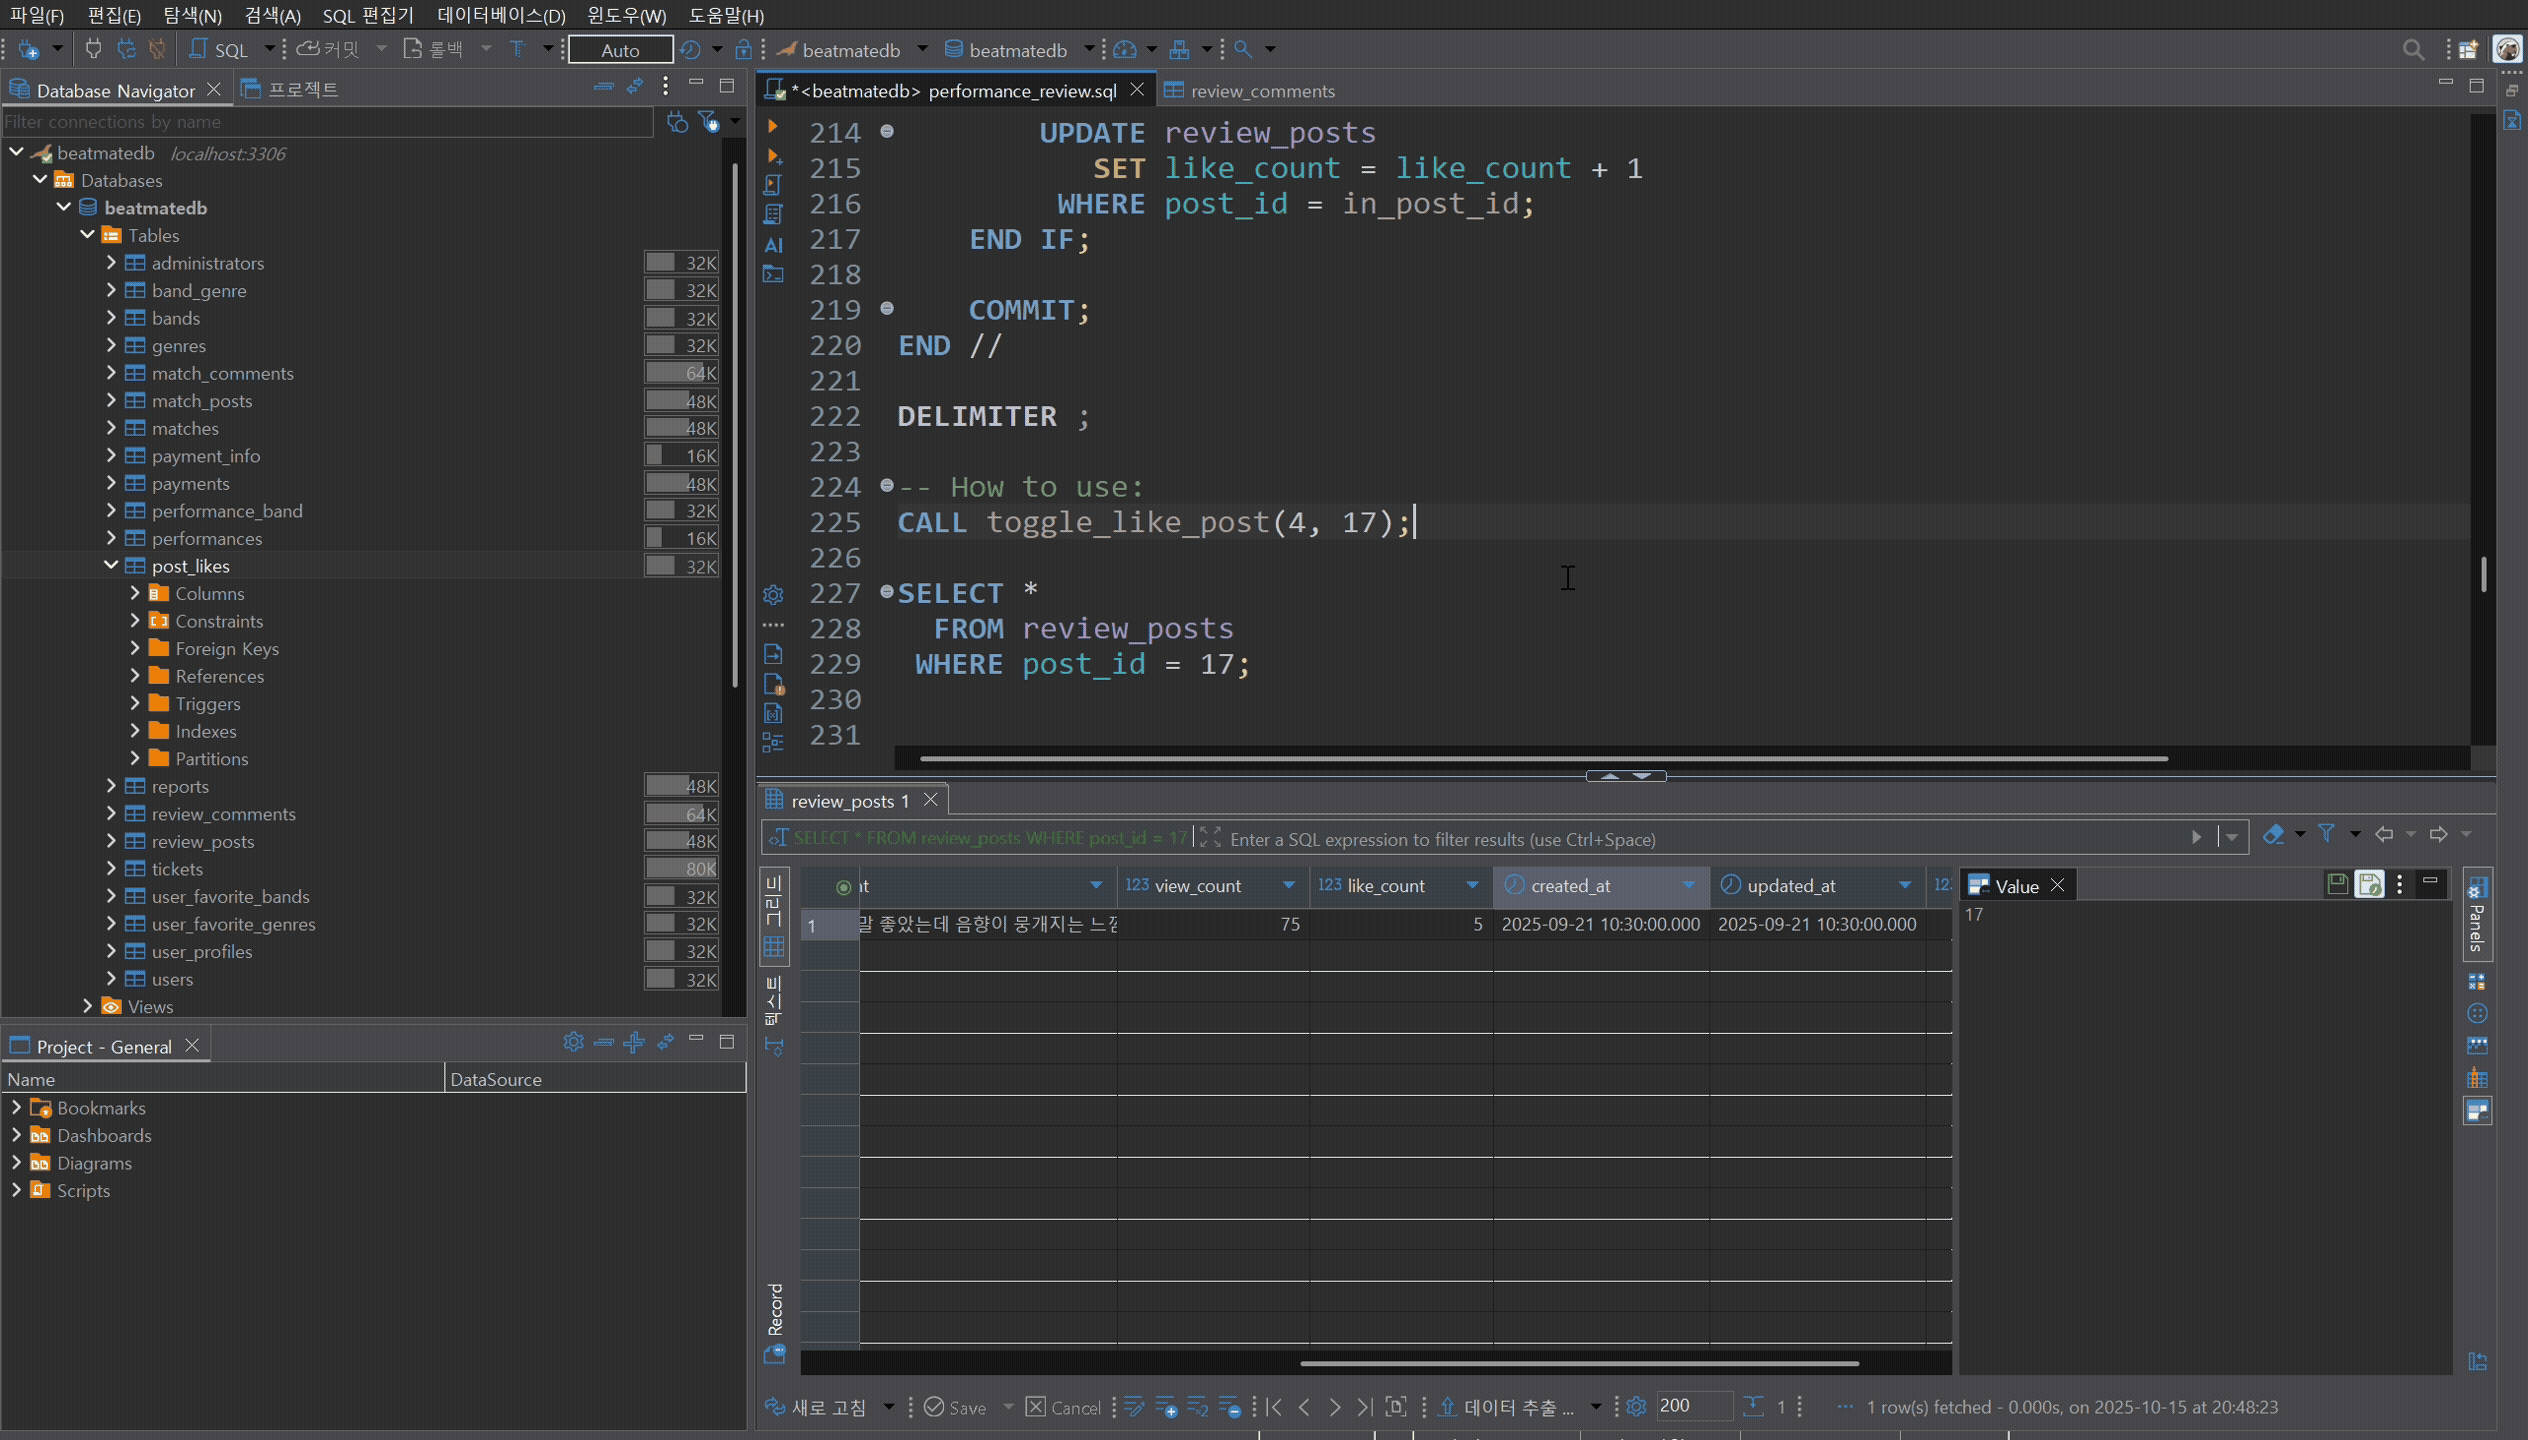 파일(F) 편집(E) 탐색(N) 검색(A) SQL 편집기 데이터베이스(D) 윈도우(W) 도움말(H)
SQL 커밋 롤백 T Auto beatmatedb beatmatedb
Database Navigator 프로젝트
Filter connections by name
beatmatedb localhost:3306
Databases
beatmatedb
Tables
administrators 32K
band_genre 32K
bands 32K
genres 32K
match_comments 64K
match_posts 48K
matches 48K
payment_info 16K
payments 48K
performance_band 32K
performances 16K
post_likes 32K
Columns
Constraints
Foreign Keys
References
Triggers
Indexes
Partitions
reports 48K
review_comments 64K
review_posts 48K
tickets 80K
user_favorite_bands 32K
user_favorite_genres 32K
user_profiles 32K
users 32K
Views
Project - General
Name DataSource
Bookmarks
Dashboards
Diagrams
Scripts
*<beatmatedb> performance_review.sql review_comments
AI
214 UPDATE review_posts
215 SET like_count = like_count + 1
216 WHERE post_id = in_post_id;
217 END IF;
218
219 COMMIT;
220 END //
221
222 DELIMITER ;
223
224 -- How to use:
225 CALL toggle_like_post(4, 17);
226
227 SELECT *
228 FROM review_posts
229 WHERE post_id = 17;
230
231
review_posts 1
SELECT * FROM review_posts WHERE post_id = 17 Enter a SQL expression to filter results (use Ctrl+Space)
그리드 텍스트 Record
123 view_count 123 like_count created_at updated_at 123
1 말 좋았는데 음향이 뭉개지는 느낌 75 5 2025-09-21 10:30:00.000 2025-09-21 10:30:00.000
Value
17
Panels
새로 고침 Save Cancel 데이터 추출 ... 200 1 1 row(s) fetched - 0.000s, on 2025-10-15 at 20:48:23